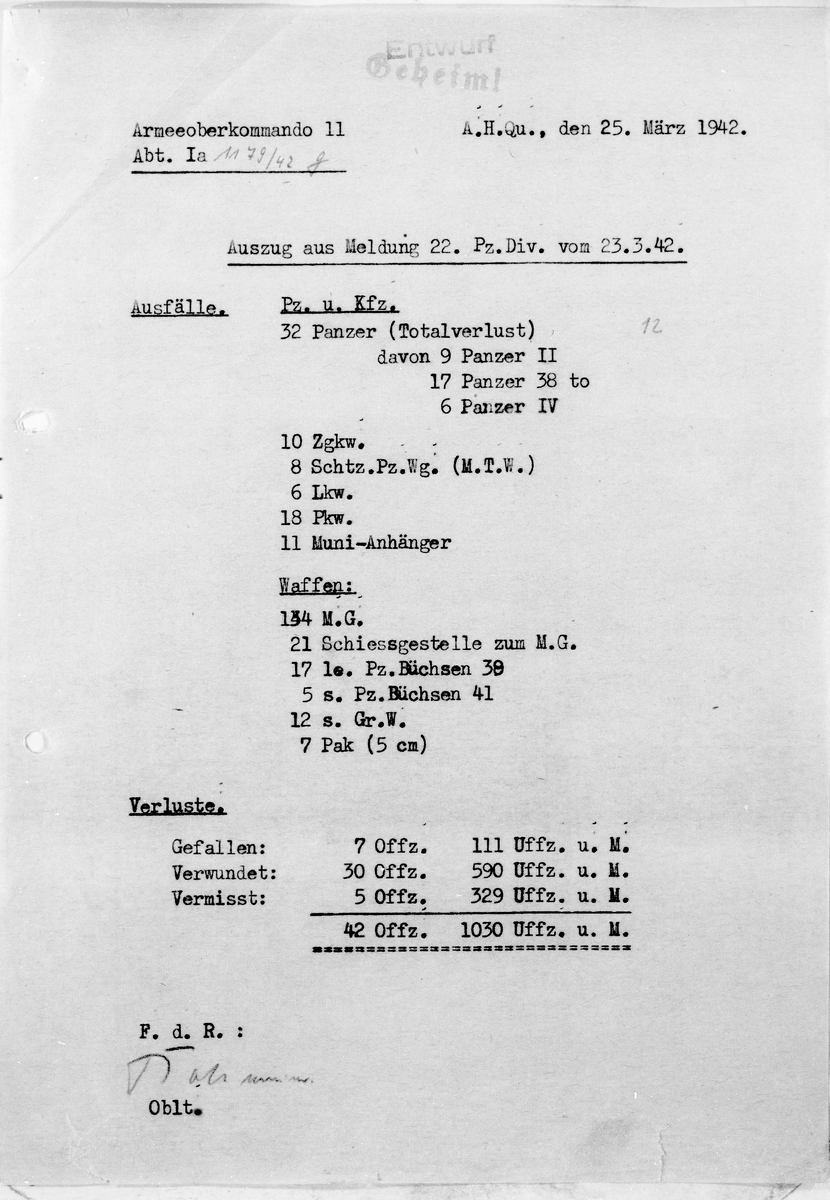 Entwurf
Geheim!
Armeeoberkommando 11
A.H.Qu., den 25. März 1942.
Abt. Ia 1179/42 g
Auszug aus Meldung 22. Pz.Div. vom 23.3.42.
Ausfälle. Pz. u. Kfz.
32 Panzer (Totalverlust) 12
davon 9 Panzer II
17 Panzer 38 to
6 Panzer IV
10 Zgkw.
8 Schtz.Pz.Wg. (M.T.W.)
6 Lkw.
18 Pkw.
11 Muni-Anhänger
Waffen:
134 M.G.
21 Schiessgestelle zum M.G.
17 le. Pz.Büchsen 39
5 s. Pz.Büchsen 41
12 s. Gr.W.
7 Pak (5 cm)
Verluste.
Gefallen: 7 Offz. 111 Uffz. u. M.
Verwundet: 30 Offz. 590 Uffz. u. M.
Vermisst: 5 Offz. 329 Uffz. u. M.
42 Offz. 1030 Uffz. u. M.
F. d. R. :
Oblt.